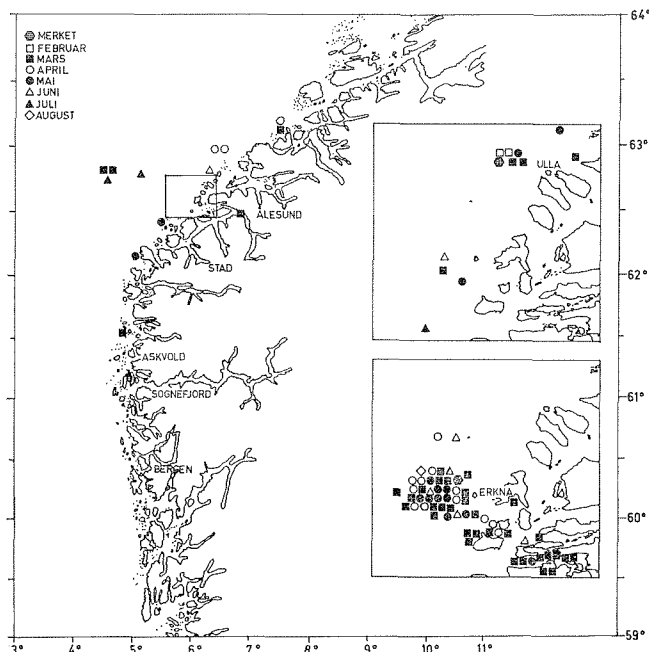 MERKET
FEBRUAR
MARS
APRIL
MAI
JUNI
JULI
AUGUST
64°
63°
62°
61°
60°
59°
ULLA
ÅLESUND
STAD
ASKVOLD
SOGNEFJORD
BERGEN
ERKNA
3° 4° 5° 6° 7° 8° 9° 10° 11°